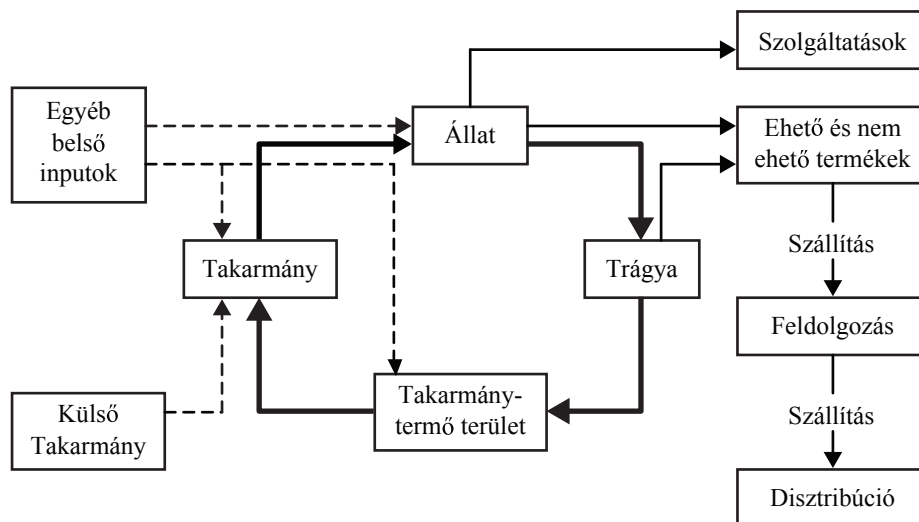 Szolgáltatások
Egyéb
belső
inputok
Állat
Ehető és nem
ehető termékek
Szállítás
Takarmány
Trágya
Feldolgozás
Külső
Takarmány
Takarmány-
termő terület
Szállítás
Disztribúció